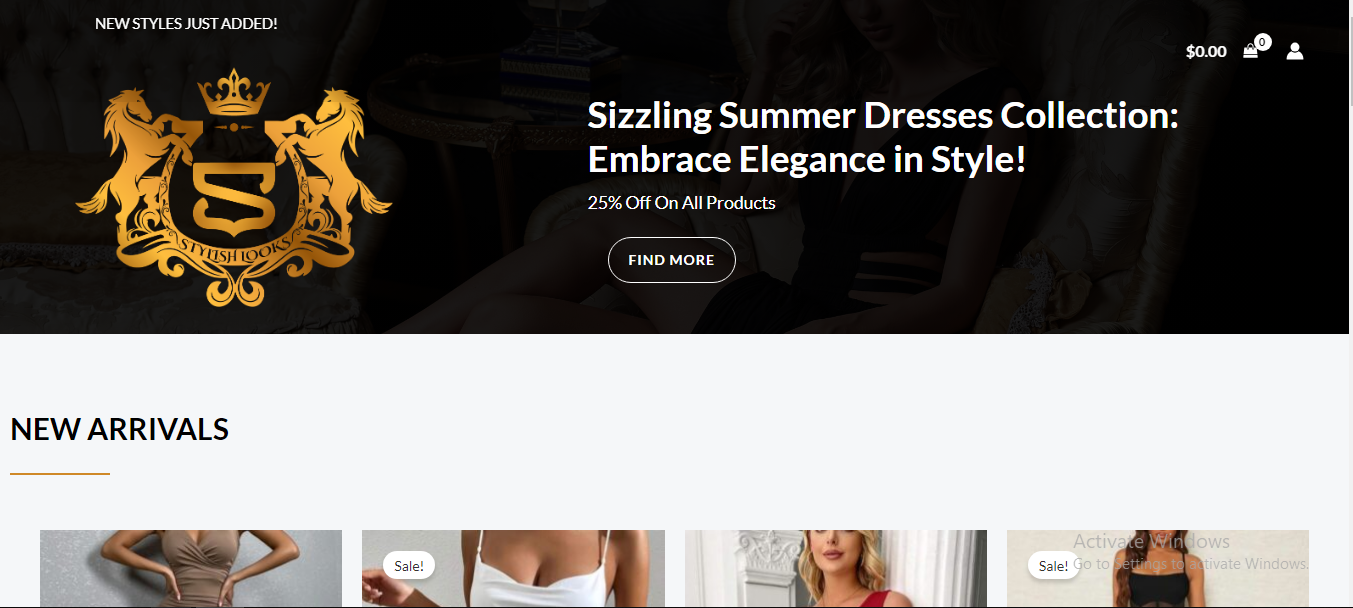 NEW STYLES JUST ADDED!
$0.00
0
S
STYLISH LOOKS
Sizzling Summer Dresses Collection:
Embrace Elegance in Style!
25% Off On All Products
FIND MORE
NEW ARRIVALS
Sale!
Sale!
Activate Windows
Go to Settings to activate Windows.